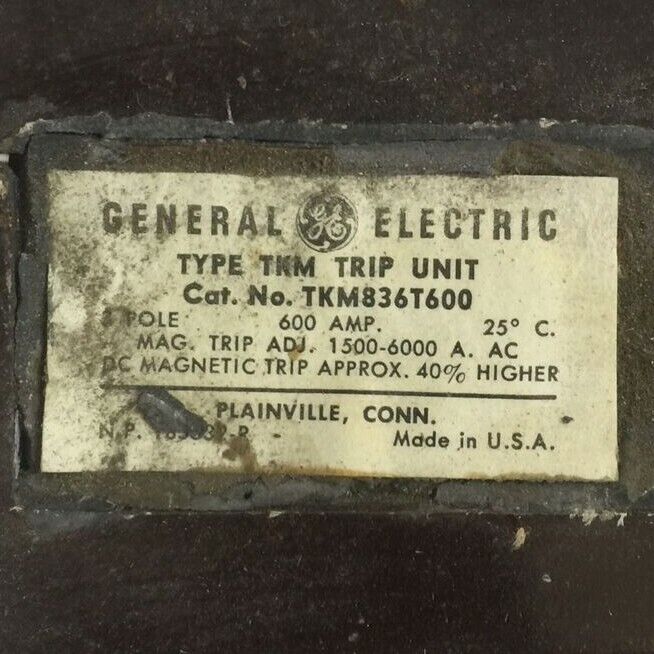 GENERAL GE ELECTRIC
TYPE TKM TRIP UNIT
Cat. No. TKM836T600
POLE 600 AMP. 25° C.
MAG. TRIP ADJ. 1500-6000 A. AC
DC MAGNETIC TRIP APPROX. 40% HIGHER
PLAINVILLE, CONN.
N.P. Made in U.S.A.